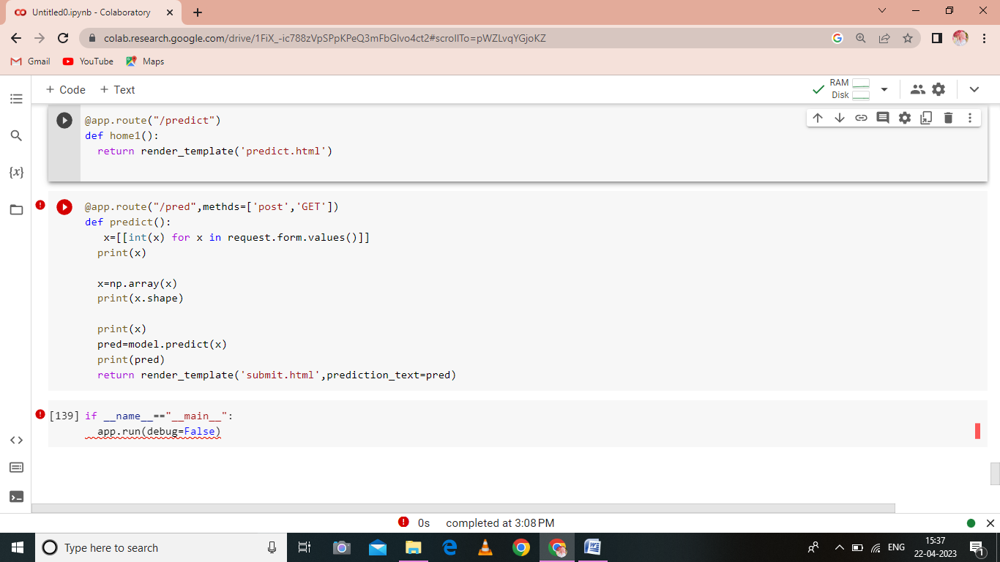 Untitled0.ipynb - Colaboratory
colab.research.google.com/drive/1FiX_-ic788zVpSPpKPeQ3mFbGlvo4ct2#scrollTo=pWZLvqYGjoKZ
Gmail YouTube Maps
+ Code + Text
RAM
Disk
@app.route("/predict")
def home1():
  return render_template('predict.html')
{x}
@app.route("/pred",methds=['post','GET'])
def predict():
   x=[[int(x) for x in request.form.values()]]
  print(x)
  x=np.array(x)
  print(x.shape)
  print(x)
  pred=model.predict(x)
  print(pred)
  return render_template('submit.html',prediction_text=pred)
[139] if __name__=="__main__":
  app.run(debug=False)
0s completed at 3:08 PM
Type here to search
ENG
15:37
22-04-2023
1